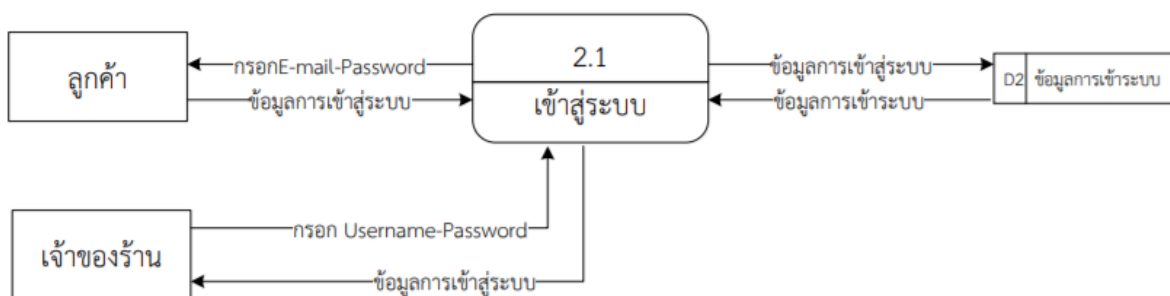 ลูกค้า
กรอกE-mail-Password
ข้อมูลการเข้าสู่ระบบ
2.1
เข้าสู่ระบบ
ข้อมูลการเข้าสู่ระบบ
ข้อมูลการเข้าระบบ
D2 ข้อมูลการเข้าระบบ
เจ้าของร้าน
กรอก Username-Password
ข้อมูลการเข้าสู่ระบบ